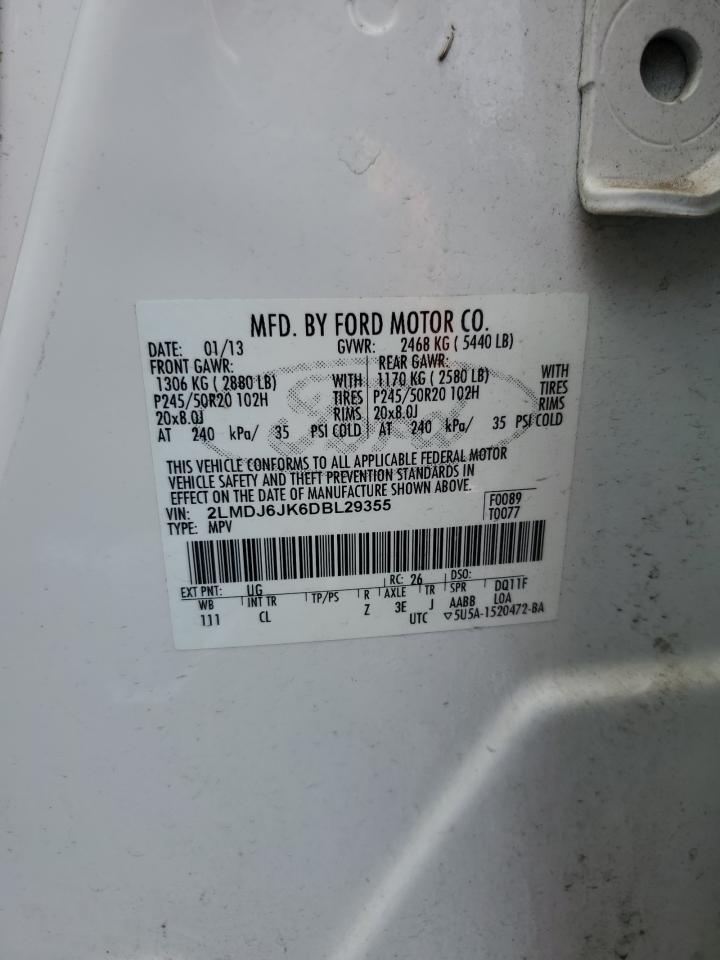 MFD. BY FORD MOTOR CO.
DATE: 01/13 GVWR: 2468 KG ( 5440 LB)
FRONT GAWR: REAR GAWR:
1306 KG ( 2880 LB) WITH 1170 KG ( 2580 LB) WITH
P245/50R20 102H TIRES P245/50R20 102H TIRES
20x8.0J RIMS 20x8.0J RIMS
AT 240 kPa/ 35 PSI COLD AT 240 kPa/ 35 PSI COLD
Ford
THIS VEHICLE CONFORMS TO ALL APPLICABLE FEDERAL MOTOR
VEHICLE SAFETY AND THEFT PREVENTION STANDARDS IN
EFFECT ON THE DATE OF MANUFACTURE SHOWN ABOVE.
VIN: 2LMDJ6JK6DBL29355 F0089
TYPE: MPV T0077
EXT PNT: UG RC: 26 DSO:
WB INT TR TP/PS R AXLE TR SPR DQ11F
111 CL Z 3E J AABB LOA
UTC ▽5U5A-1520472-BA